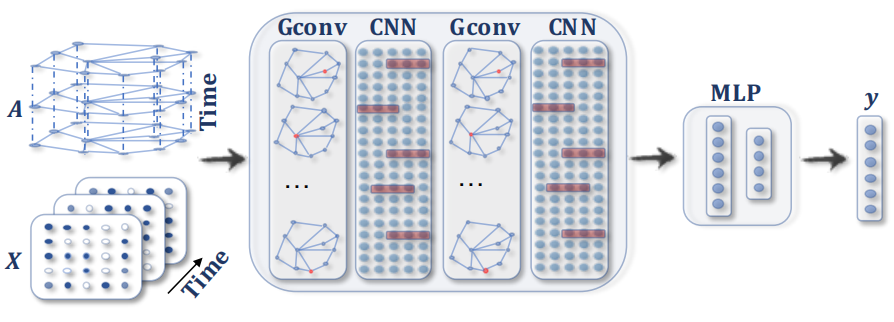 Gconv CNN Gconv CNN
A
Time
MLP
y
...
...
X
Time